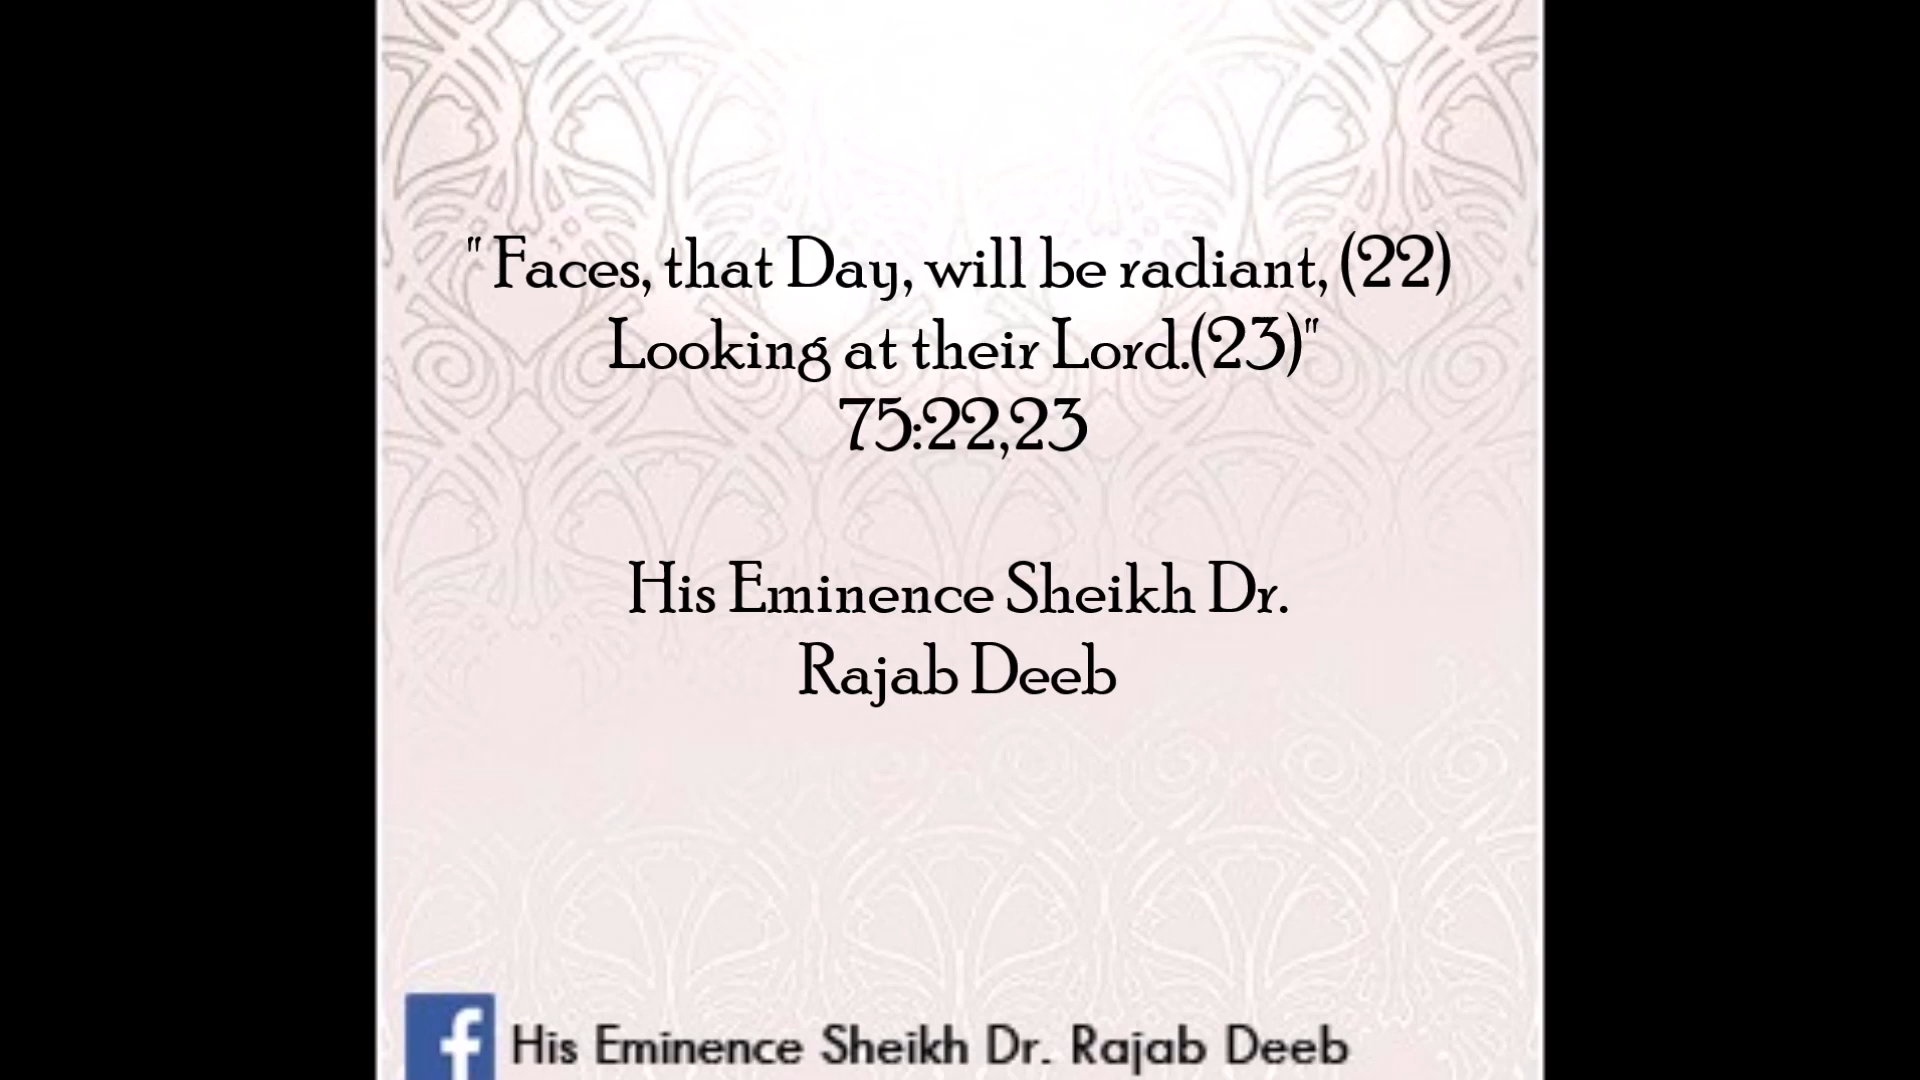 " Faces, that Day, will be radiant, (22)
Looking at their Lord.(23)"
75:22,23
His Eminence Sheikh Dr.
Rajab Deeb
f His Eminence Sheikh Dr. Rajab Deeb